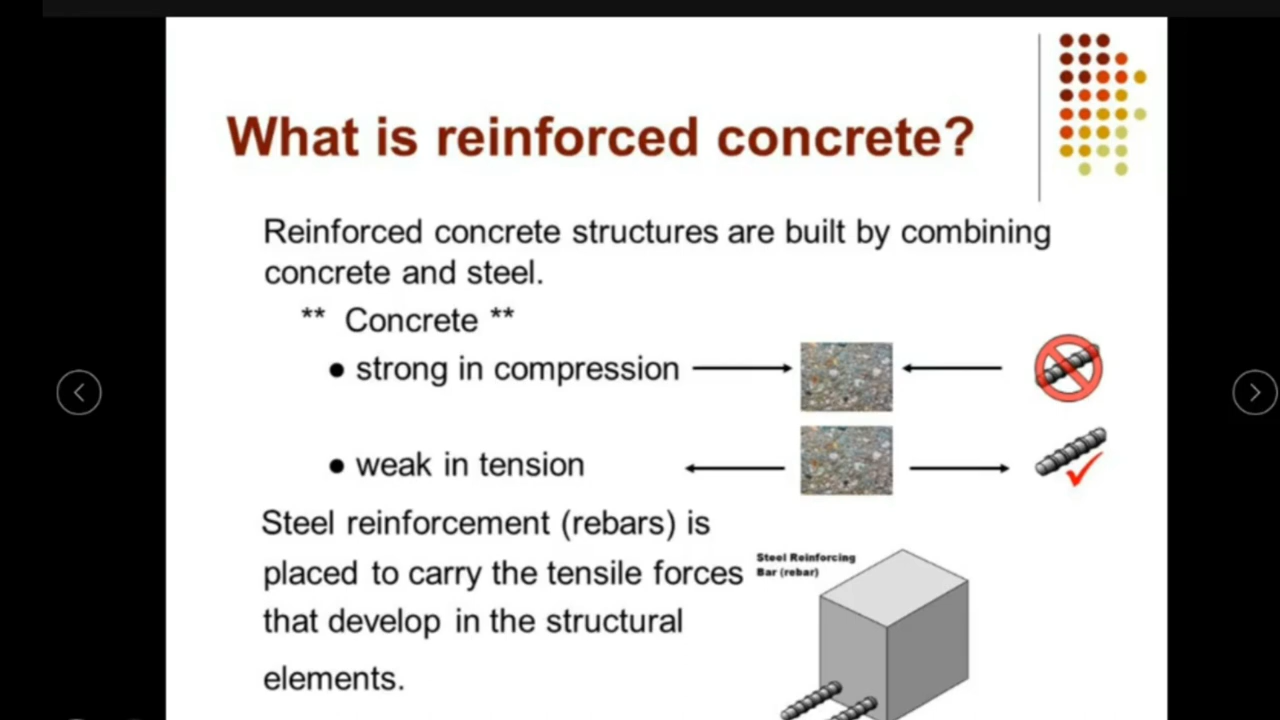 What is reinforced concrete?
Reinforced concrete structures are built by combining
concrete and steel.
** Concrete **
● strong in compression
● weak in tension
Steel reinforcement (rebars) is
placed to carry the tensile forces
that develop in the structural
elements.
Steel Reinforcing
Bar (rebar)